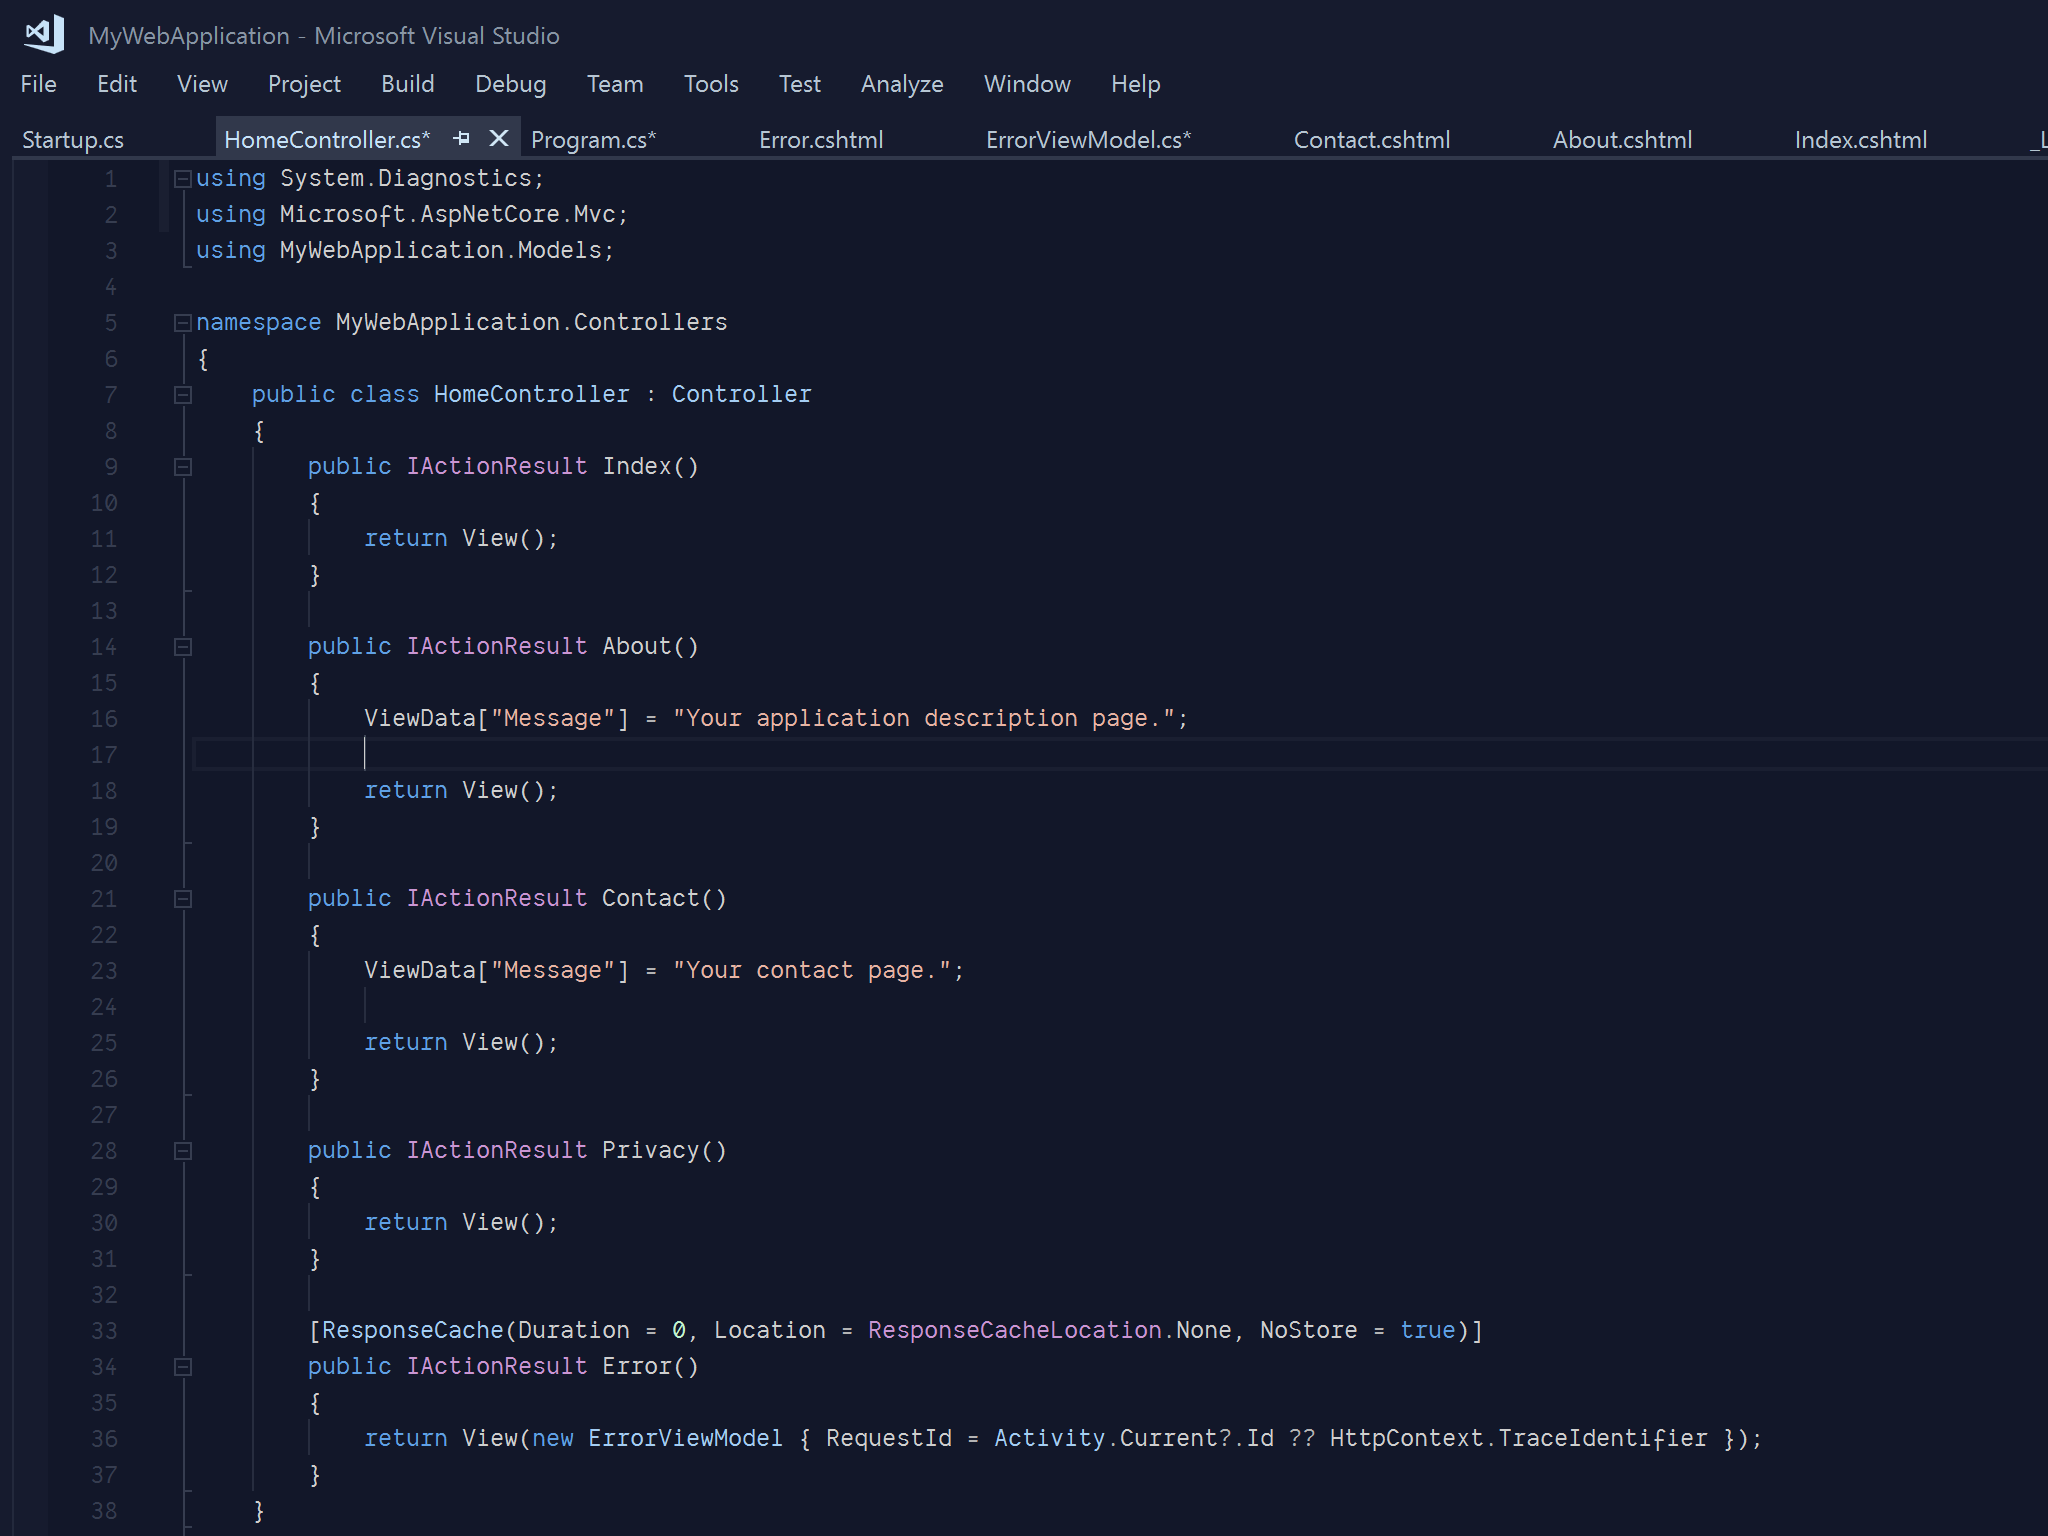 MyWebApplication - Microsoft Visual Studio
File Edit View Project Build Debug Team Tools Test Analyze Window Help
Startup.cs HomeController.cs* Program.cs* Error.cshtml ErrorViewModel.cs* Contact.cshtml About.cshtml Index.cshtml _L
1 using System.Diagnostics;
2 using Microsoft.AspNetCore.Mvc;
3 using MyWebApplication.Models;
4
5 namespace MyWebApplication.Controllers
6 {
7 public class HomeController : Controller
8 {
9 public IActionResult Index()
10 {
11 return View();
12 }
13
14 public IActionResult About()
15 {
16 ViewData["Message"] = "Your application description page.";
17
18 return View();
19 }
20
21 public IActionResult Contact()
22 {
23 ViewData["Message"] = "Your contact page.";
24
25 return View();
26 }
27
28 public IActionResult Privacy()
29 {
30 return View();
31 }
32
33 [ResponseCache(Duration = 0, Location = ResponseCacheLocation.None, NoStore = true)]
34 public IActionResult Error()
35 {
36 return View(new ErrorViewModel { RequestId = Activity.Current?.Id ?? HttpContext.TraceIdentifier });
37 }
38 }